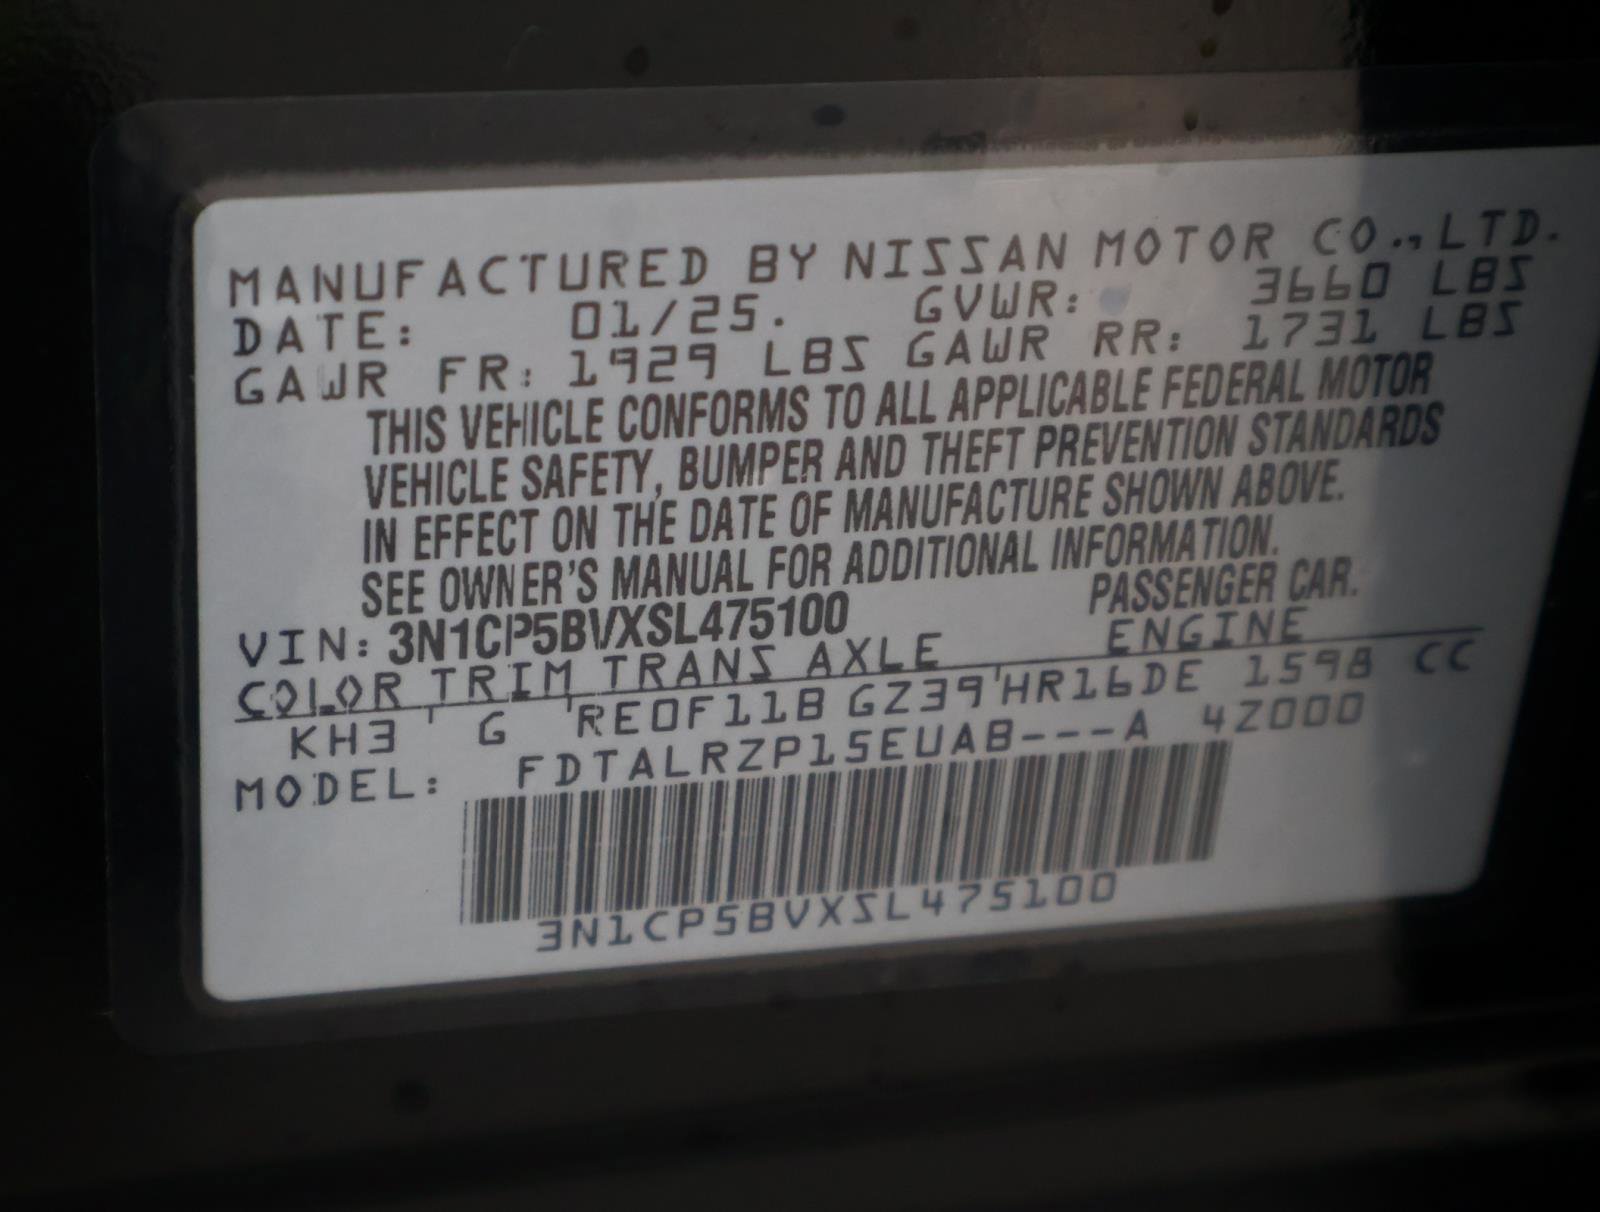 MANUFACTURED BY NISSAN MOTOR CO., LTD.
DATE: 01/25. GVWR: 3660 LBS
GAWR FR: 1929 LBS GAWR RR: 1731 LBS
THIS VEHICLE CONFORMS TO ALL APPLICABLE FEDERAL MOTOR
VEHICLE SAFETY, BUMPER AND THEFT PREVENTION STANDARDS
IN EFFECT ON THE DATE OF MANUFACTURE SHOWN ABOVE.
SEE OWNER'S MANUAL FOR ADDITIONAL INFORMATION.
VIN: 3N1CP5BVXSL475100 PASSENGER CAR.
COLOR TRIM TRANS AXLE ENGINE
KH3 G RE0F11B GZ39 HR16DE 1598 CC
MODEL: FDTALRZP15EUAB---A 4Z000
3N1CP5BVXSL475100